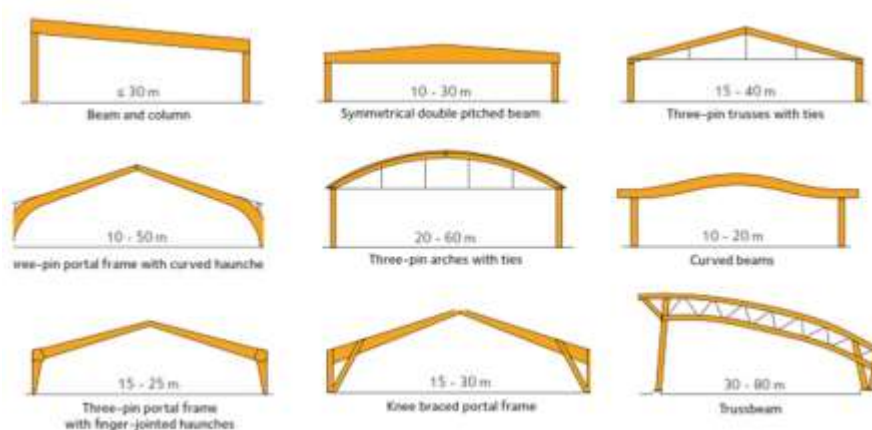 ≤ 30 m
Beam and column
10 - 30 m
Symmetrical double pitched beam
15 - 40 m
Three-pin trusses with ties
10 - 50 m
ree-pin portal frame with curved haunche
20 - 60 m
Three-pin arches with ties
10 - 20 m
Curved beams
15 - 25 m
Three-pin portal frame
with finger-jointed haunches
15 - 30 m
Knee braced portal frame
30 - 80 m
Trussbeam